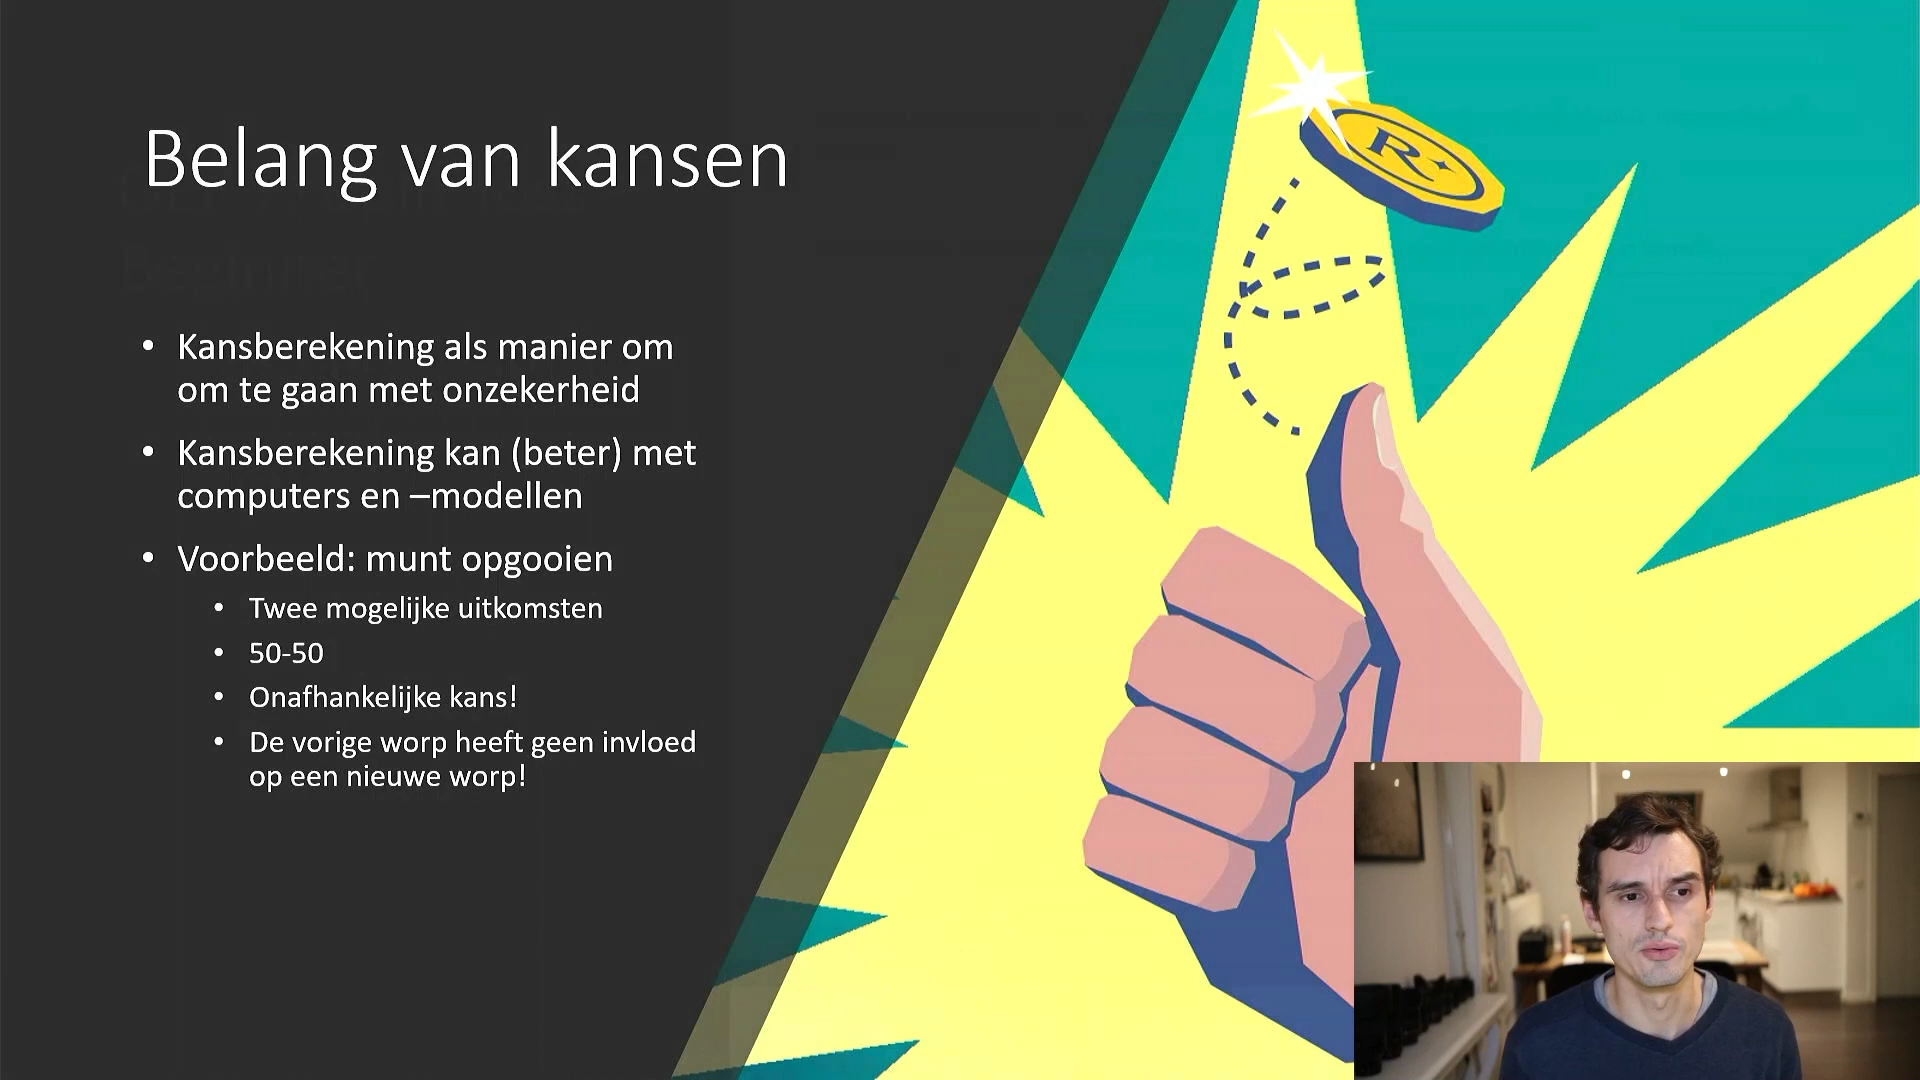 Belang van kansen
• Kansberekening als manier om
om te gaan met onzekerheid
• Kansberekening kan (beter) met
computers en –modellen
• Voorbeeld: munt opgooien
• Twee mogelijke uitkomsten
• 50-50
• Onafhankelijke kans!
• De vorige worp heeft geen invloed
op een nieuwe worp!
R